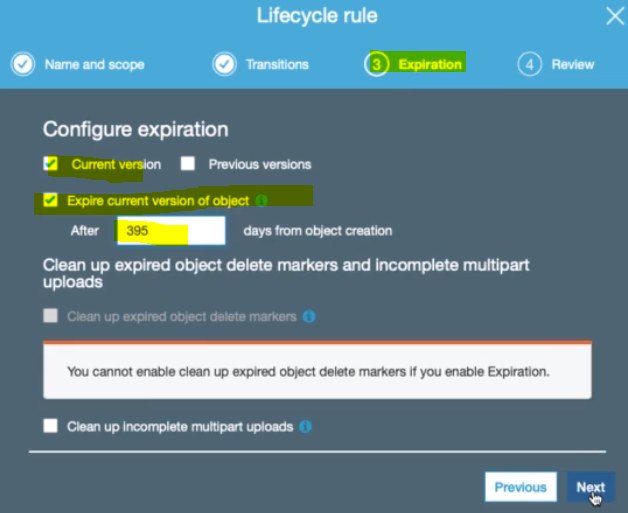 Lifecycle rule
Name and scope
Transitions
3 Expiration
4 Review
Configure expiration
Current version
Previous versions
Expire current version of object
After 395 days from object creation
Clean up expired object delete markers and incomplete multipart
uploads
Clean up expired object delete markers
You cannot enable clean up expired object delete markers if you enable Expiration.
Clean up incomplete multipart uploads
Previous
Next